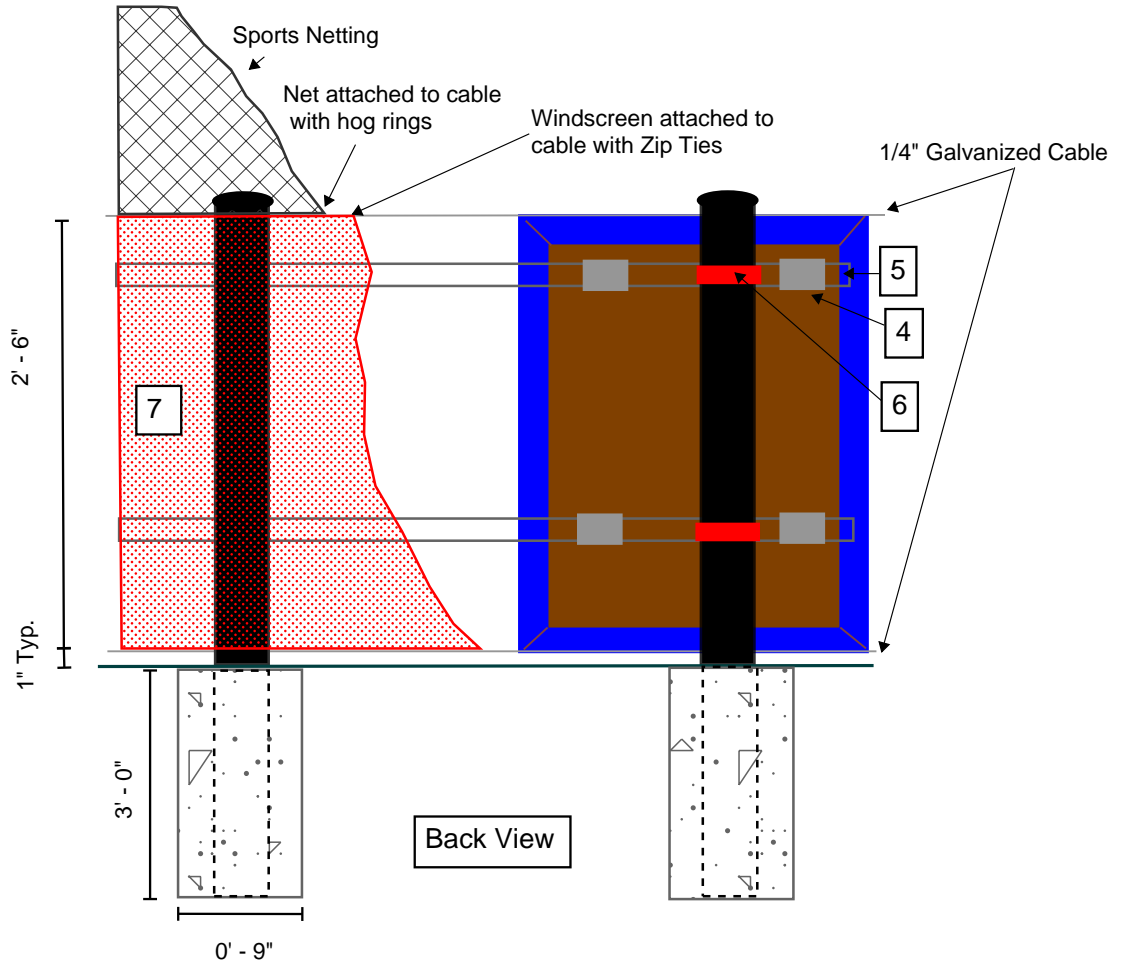 Sports Netting
Net attached to cable
with hog rings
Windscreen attached to
cable with Zip Ties
1/4" Galvanized Cable
5
4
6
7
2' - 6"
1" Typ.
3' - 0"
0' - 9"
Back View